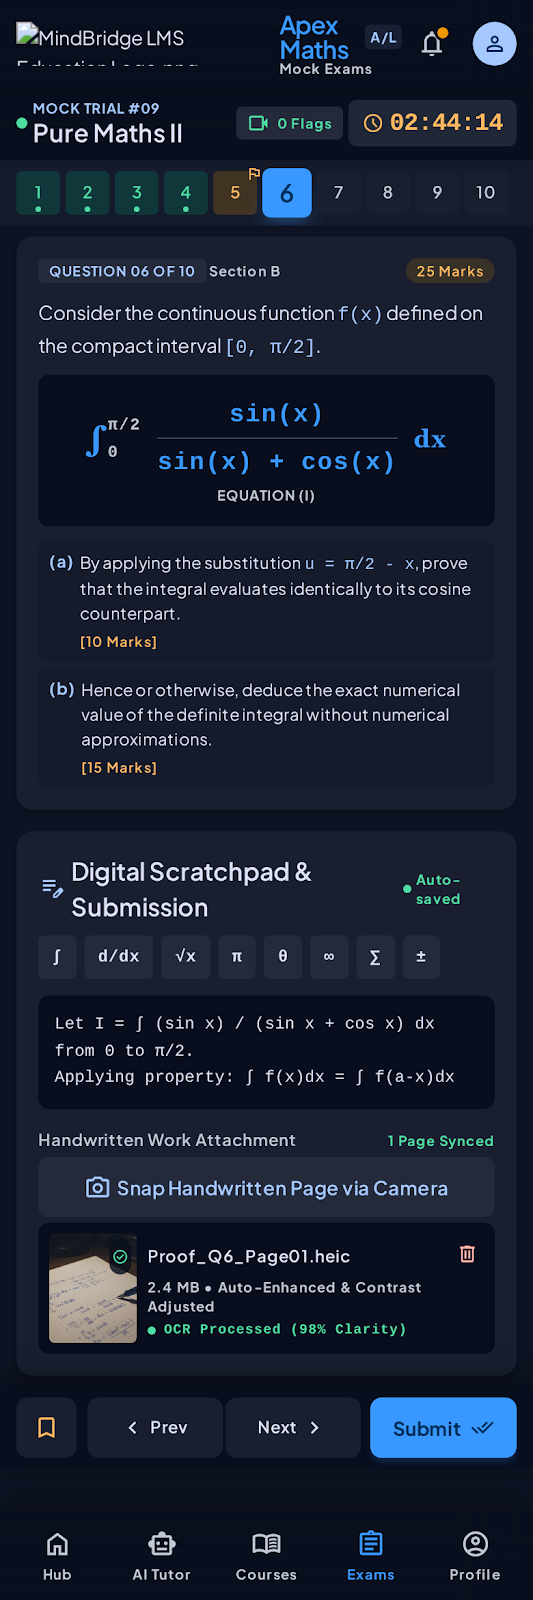 MindBridge LMS
Apex
Maths
A/L
Mock Exams
MOCK TRIAL #09
Pure Maths II
0 Flags
02:44:14
1 2 3 4 5 6 7 8 9 10
QUESTION 06 OF 10 Section B
25 Marks
Consider the continuous function f(x) defined on
the compact interval [0, π/2].
∫ π/2 0 sin(x) / sin(x) + cos(x) dx
EQUATION (I)
(a) By applying the substitution u = π/2 - x, prove
that the integral evaluates identically to its cosine
counterpart.
[10 Marks]
(b) Hence or otherwise, deduce the exact numerical
value of the definite integral without numerical
approximations.
[15 Marks]
Digital Scratchpad &
Submission
Auto-
saved
∫ d/dx √x π θ ∞ ∑ ±
Let I = ∫ (sin x) / (sin x + cos x) dx
from 0 to π/2.
Applying property: ∫ f(x)dx = ∫ f(a-x)dx
Handwritten Work Attachment
1 Page Synced
Snap Handwritten Page via Camera
Proof_Q6_Page01.heic
2.4 MB • Auto-Enhanced & Contrast
Adjusted
OCR Processed (98% Clarity)
Prev
Next
Submit
Hub
AI Tutor
Courses
Exams
Profile